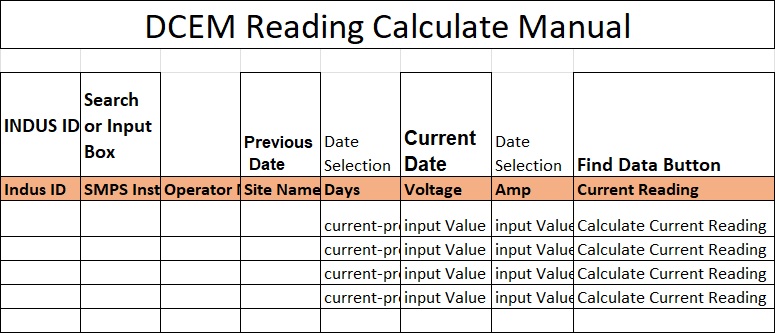 DCEM Reading Calculate Manual
INDUS ID
Search or Input Box
Previous Date
Date Selection
Current Date
Date Selection
Find Data Button
Indus ID SMPS Inst Operator Site Name Days Voltage Amp Current Reading
current-pr input Value input Value Calculate Current Reading
current-pr input Value input Value Calculate Current Reading
current-pr input Value input Value Calculate Current Reading
current-pr input Value input Value Calculate Current Reading